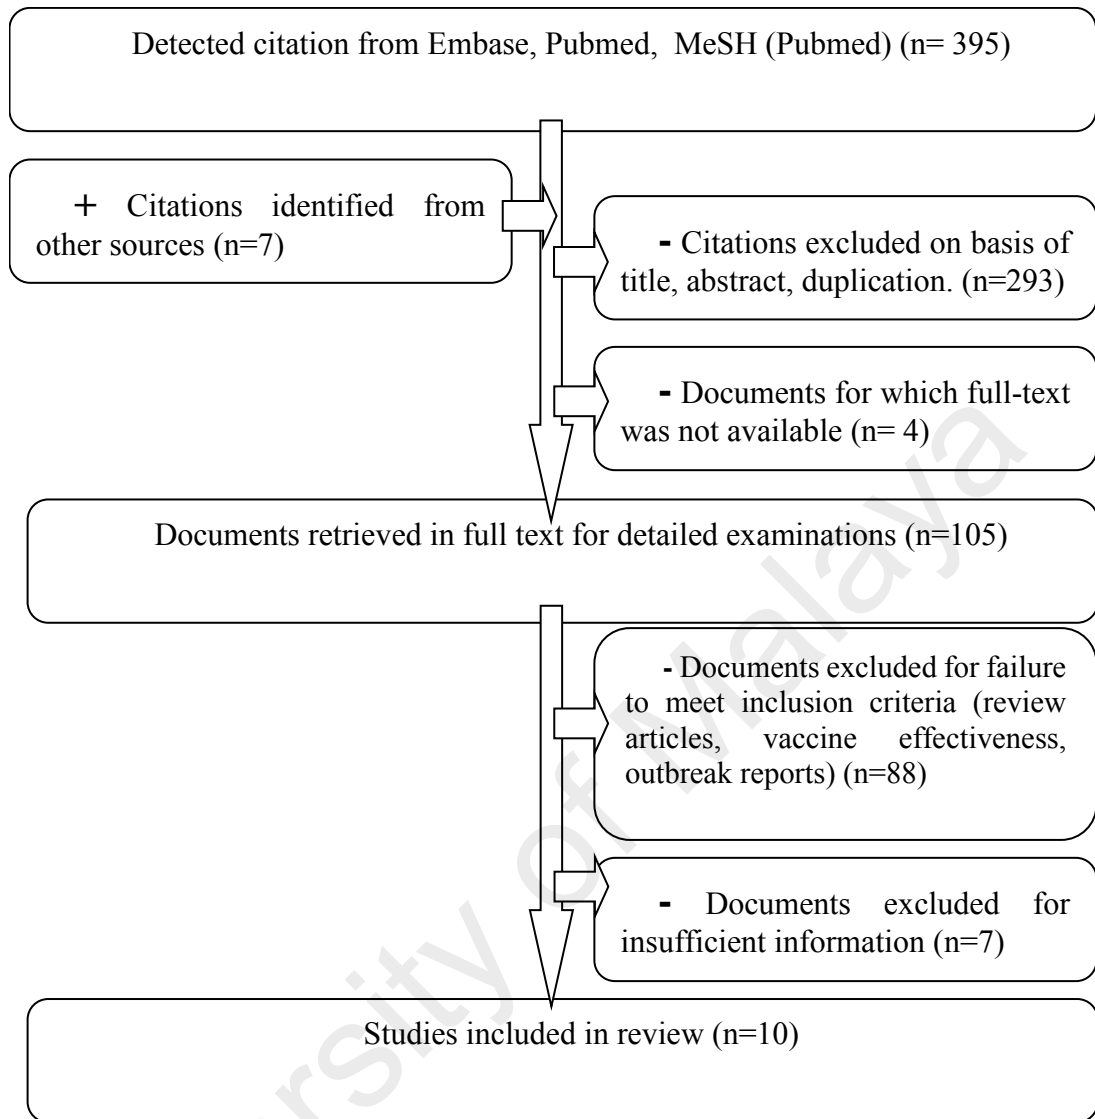 Detected citation from Embase, Pubmed, MeSH (Pubmed) (n= 395)
+ Citations identified from
other sources (n=7)
- Citations excluded on basis of
title, abstract, duplication. (n=293)
- Documents for which full-text
was not available (n= 4)
Documents retrieved in full text for detailed examinations (n=105)
- Documents excluded for failure
to meet inclusion criteria (review
articles, vaccine effectiveness,
outbreak reports) (n=88)
- Documents excluded for
insufficient information (n=7)
Studies included in review (n=10)
rsity of Malaya